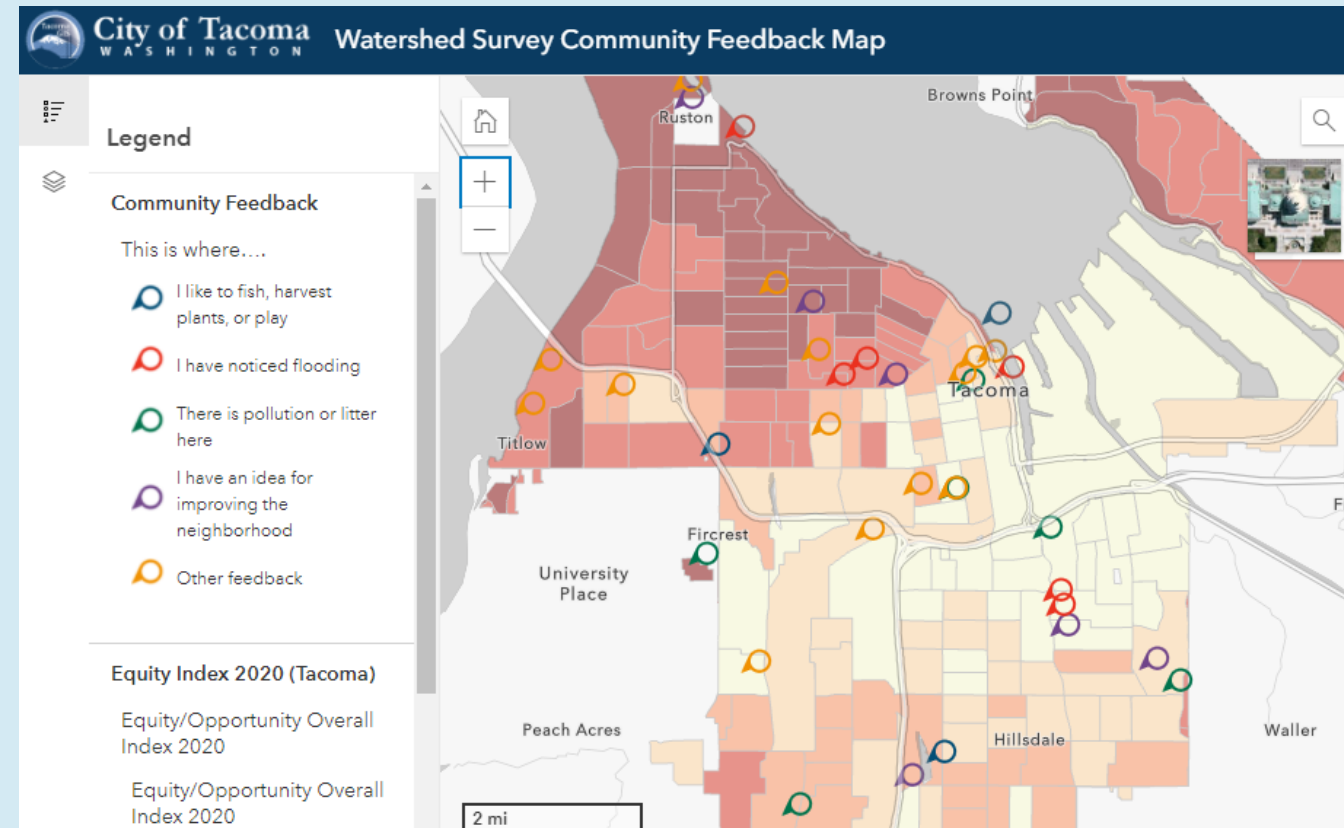 City of Tacoma
WASHINGTON
Watershed Survey Community Feedback Map
Legend
Community Feedback
This is where....
I like to fish, harvest
plants, or play
I have noticed flooding
There is pollution or litter
here
I have an idea for
improving the
neighborhood
Other feedback
Equity Index 2020 (Tacoma)
Equity/Opportunity Overall
Index 2020
Equity/Opportunity Overall
Index 2020
Browns Point
Ruston
Tacoma
Titlow
Fircrest
F
University
Place
Peach Acres
Hillsdale
Waller
2 mi